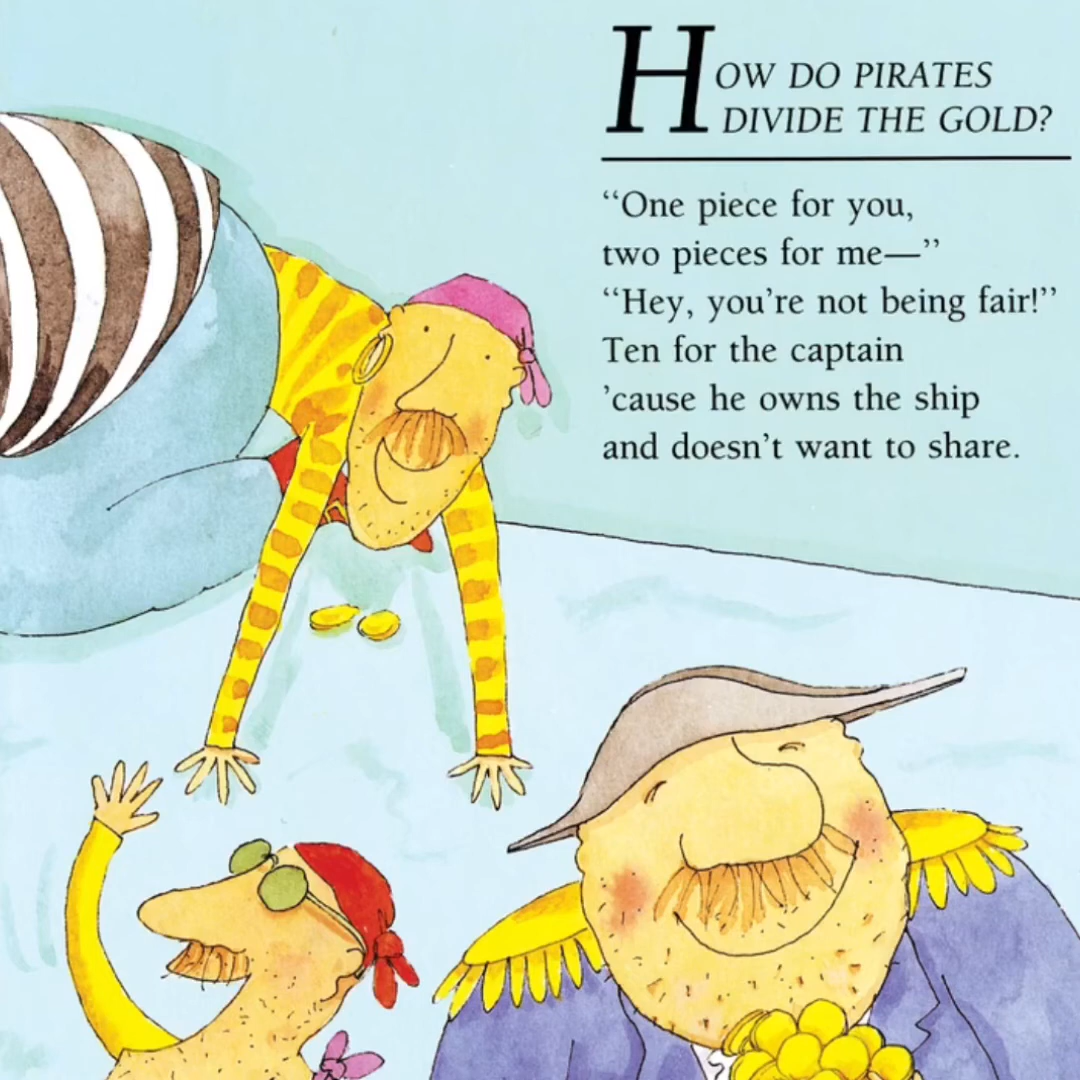 HOW DO PIRATES
DIVIDE THE GOLD?
“One piece for you,
two pieces for me—”
“Hey, you’re not being fair!”
Ten for the captain
’cause he owns the ship
and doesn’t want to share.